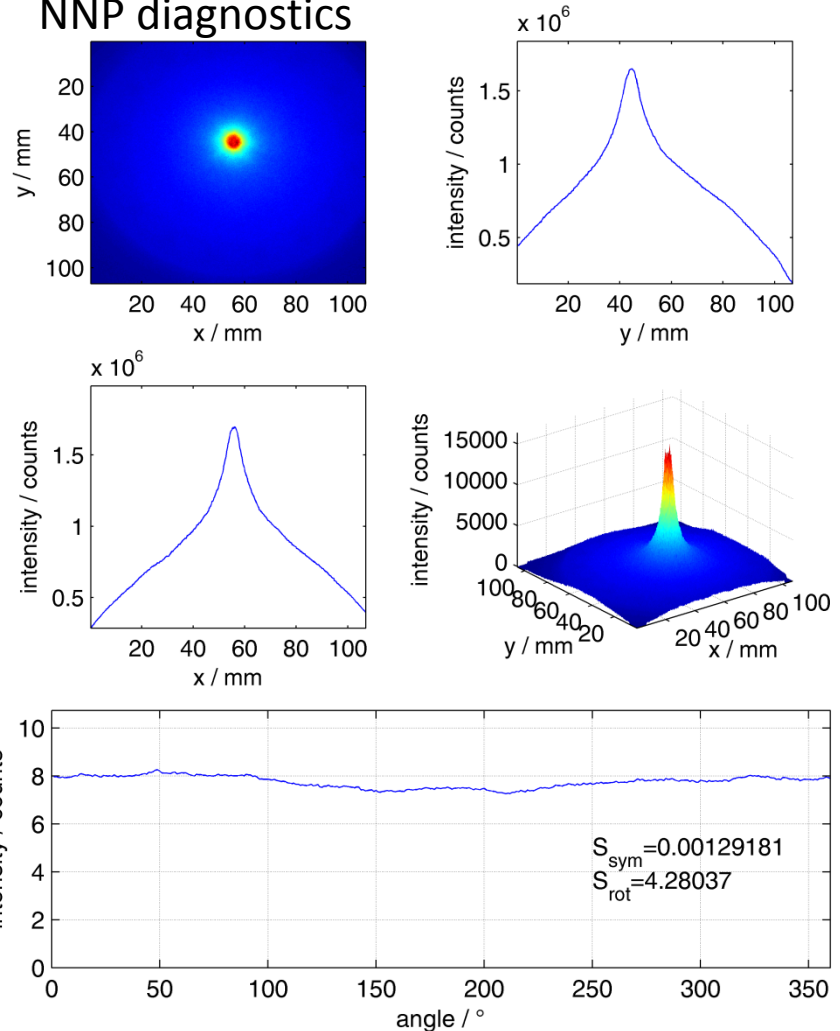 NNP diagnostics
20
40
60
80
100
y / mm
20 40 60 80 100
x / mm
x 10^6
1.5
1
0.5
intensity / counts
20 40 60 80 100
y / mm
x 10^6
1.5
1
0.5
intensity / counts
20 40 60 80 100
x / mm
15000
10000
5000
0
intensity / counts
100 80 60 40 20
y / mm
20 40 60 80 100
x / mm
10
8
6
4
2
0
S_sym=0.00129181
S_rot=4.28037
0 50 100 150 200 250 300 350
angle / °